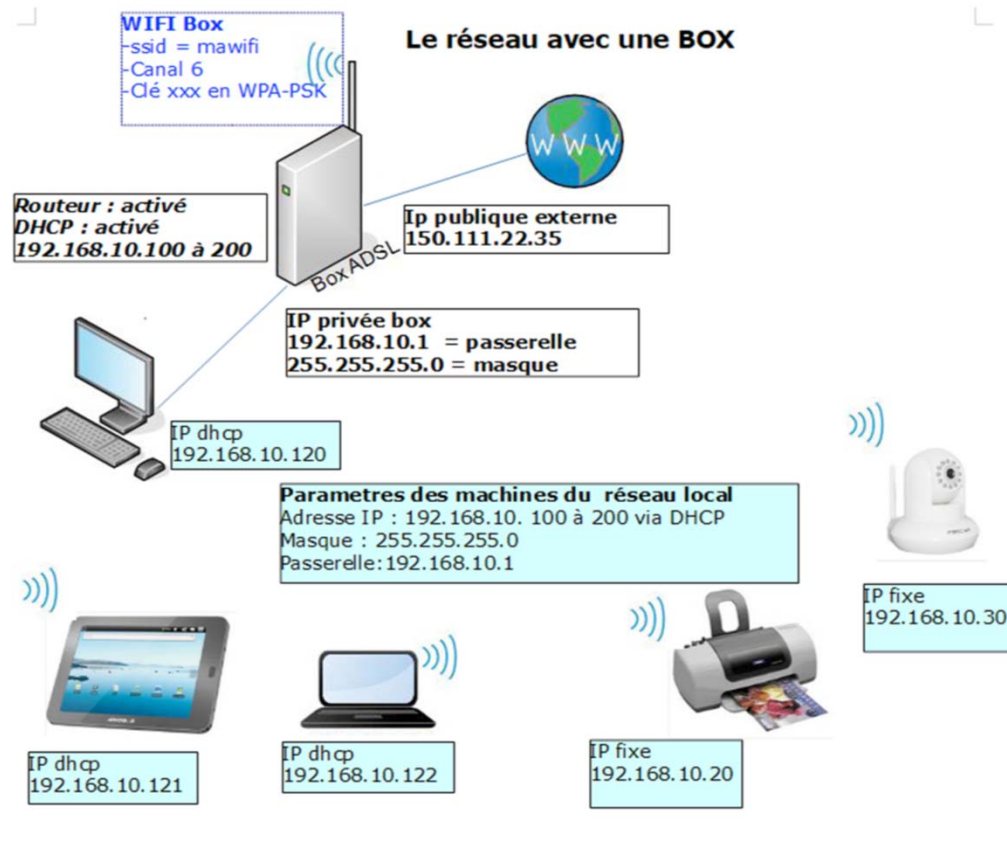 WIFI Box
-ssid = mawifi
-Canal 6
-Clé xxx en WPA-PSK
Le réseau avec une BOX
WWW
Routeur : activé
DHCP : activé
192.168.10.100 à 200
Ip publique externe
150.111.22.35
Box ADSL
IP privée box
192.168.10.1 = passerelle
255.255.255.0 = masque
IP dhcp
192.168.10.120
Parametres des machines du réseau local
Adresse IP : 192.168.10. 100 à 200 via DHCP
Masque : 255.255.255.0
Passerelle:192.168.10.1
IP fixe
192.168.10.30
IP dhcp
192.168.10.121
IP dhcp
192.168.10.122
IP fixe
192.168.10.20